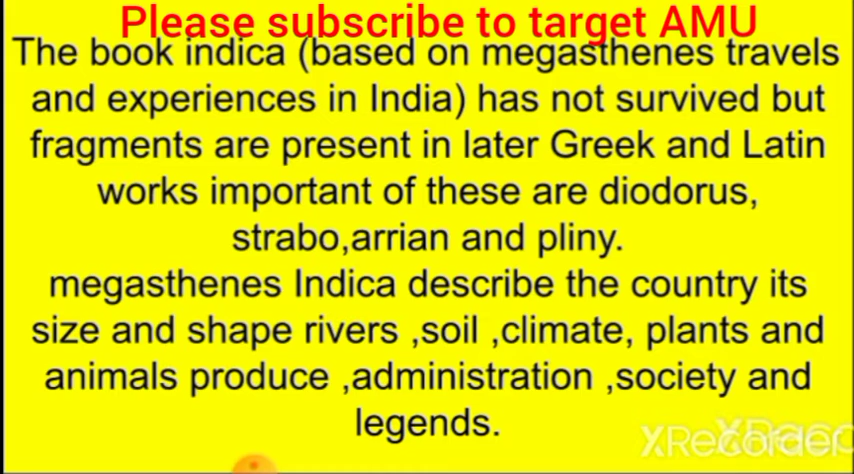 Please subscribe to target AMU
The book indica (based on megasthenes travels
and experiences in India) has not survived but
fragments are present in later Greek and Latin
works important of these are diodorus,
strabo,arrian and pliny.
megasthenes Indica describe the country its
size and shape rivers ,soil ,climate, plants and
animals produce ,administration ,society and
legends.
XRecorder